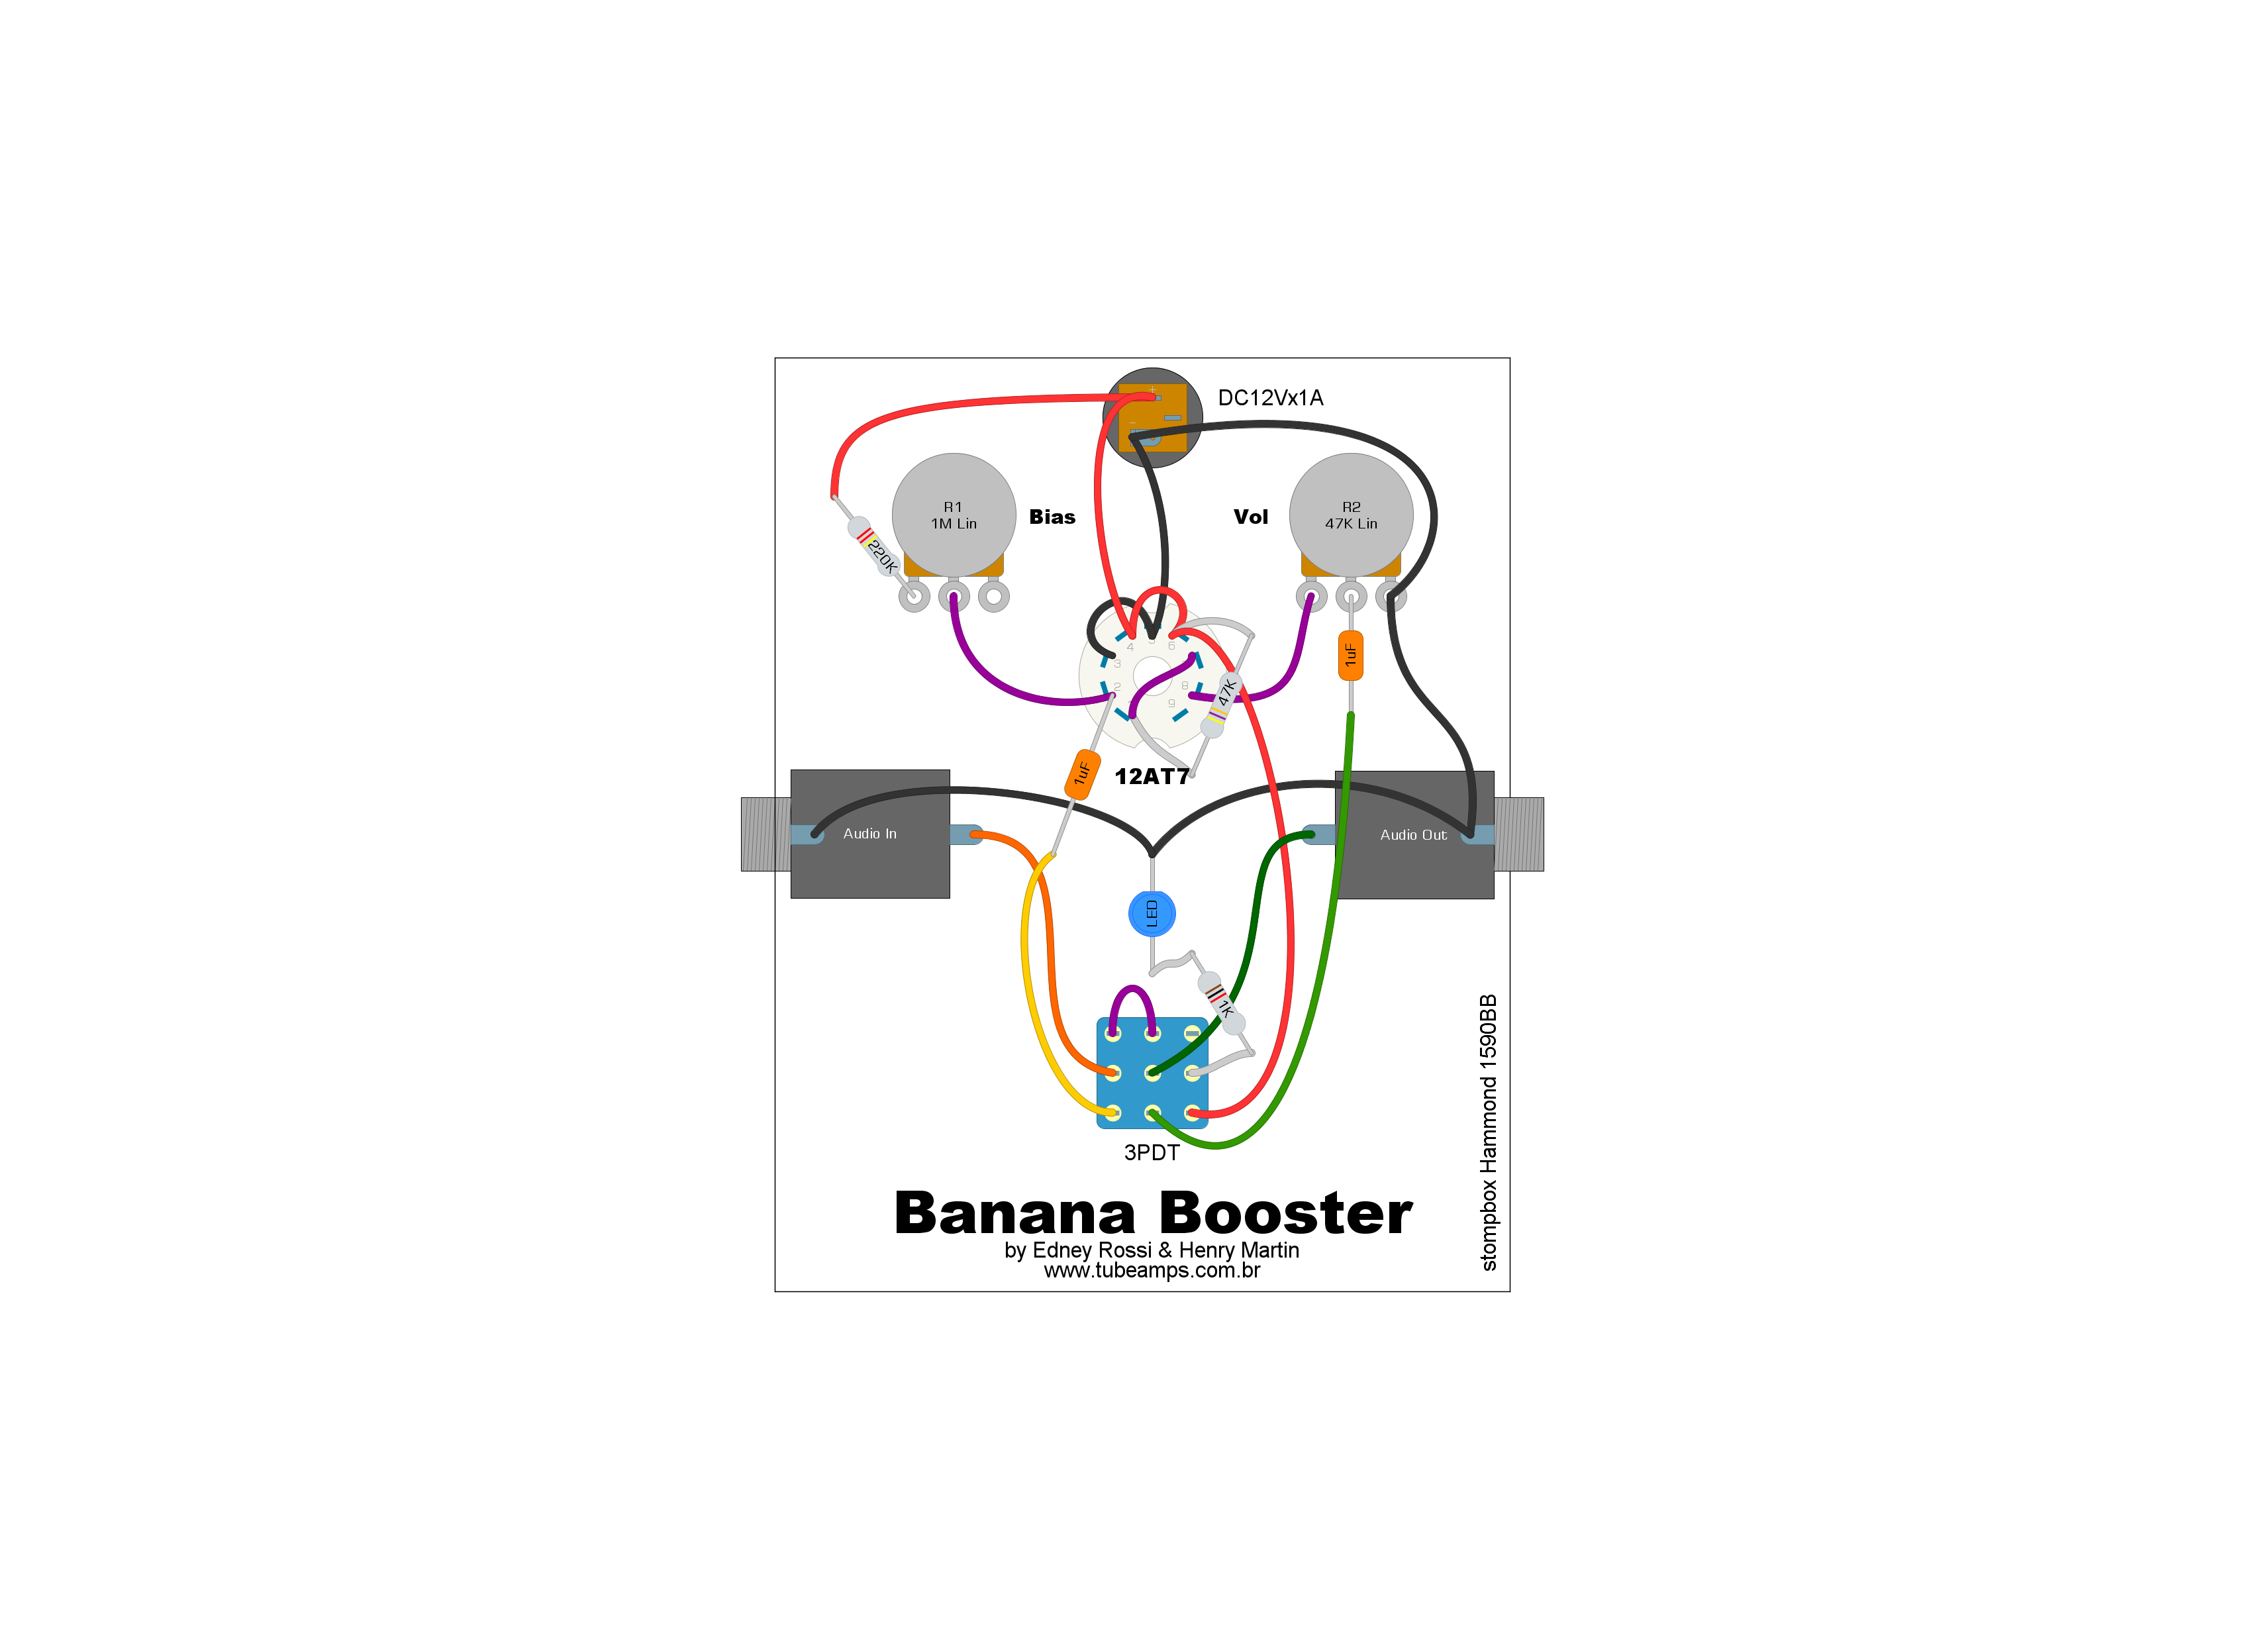 DC12Vx1A
+
R1
1M Lin
Bias
Vol
R2
47K Lin
220K
4
5
6
3
2
8
9
47K
1uF
1uF
12AT7
Audio In
Audio Out
LED
1K
3PDT
stompbox Hammond 1590BB
Banana Booster
by Edney Rossi & Henry Martin
www.tubeamps.com.br